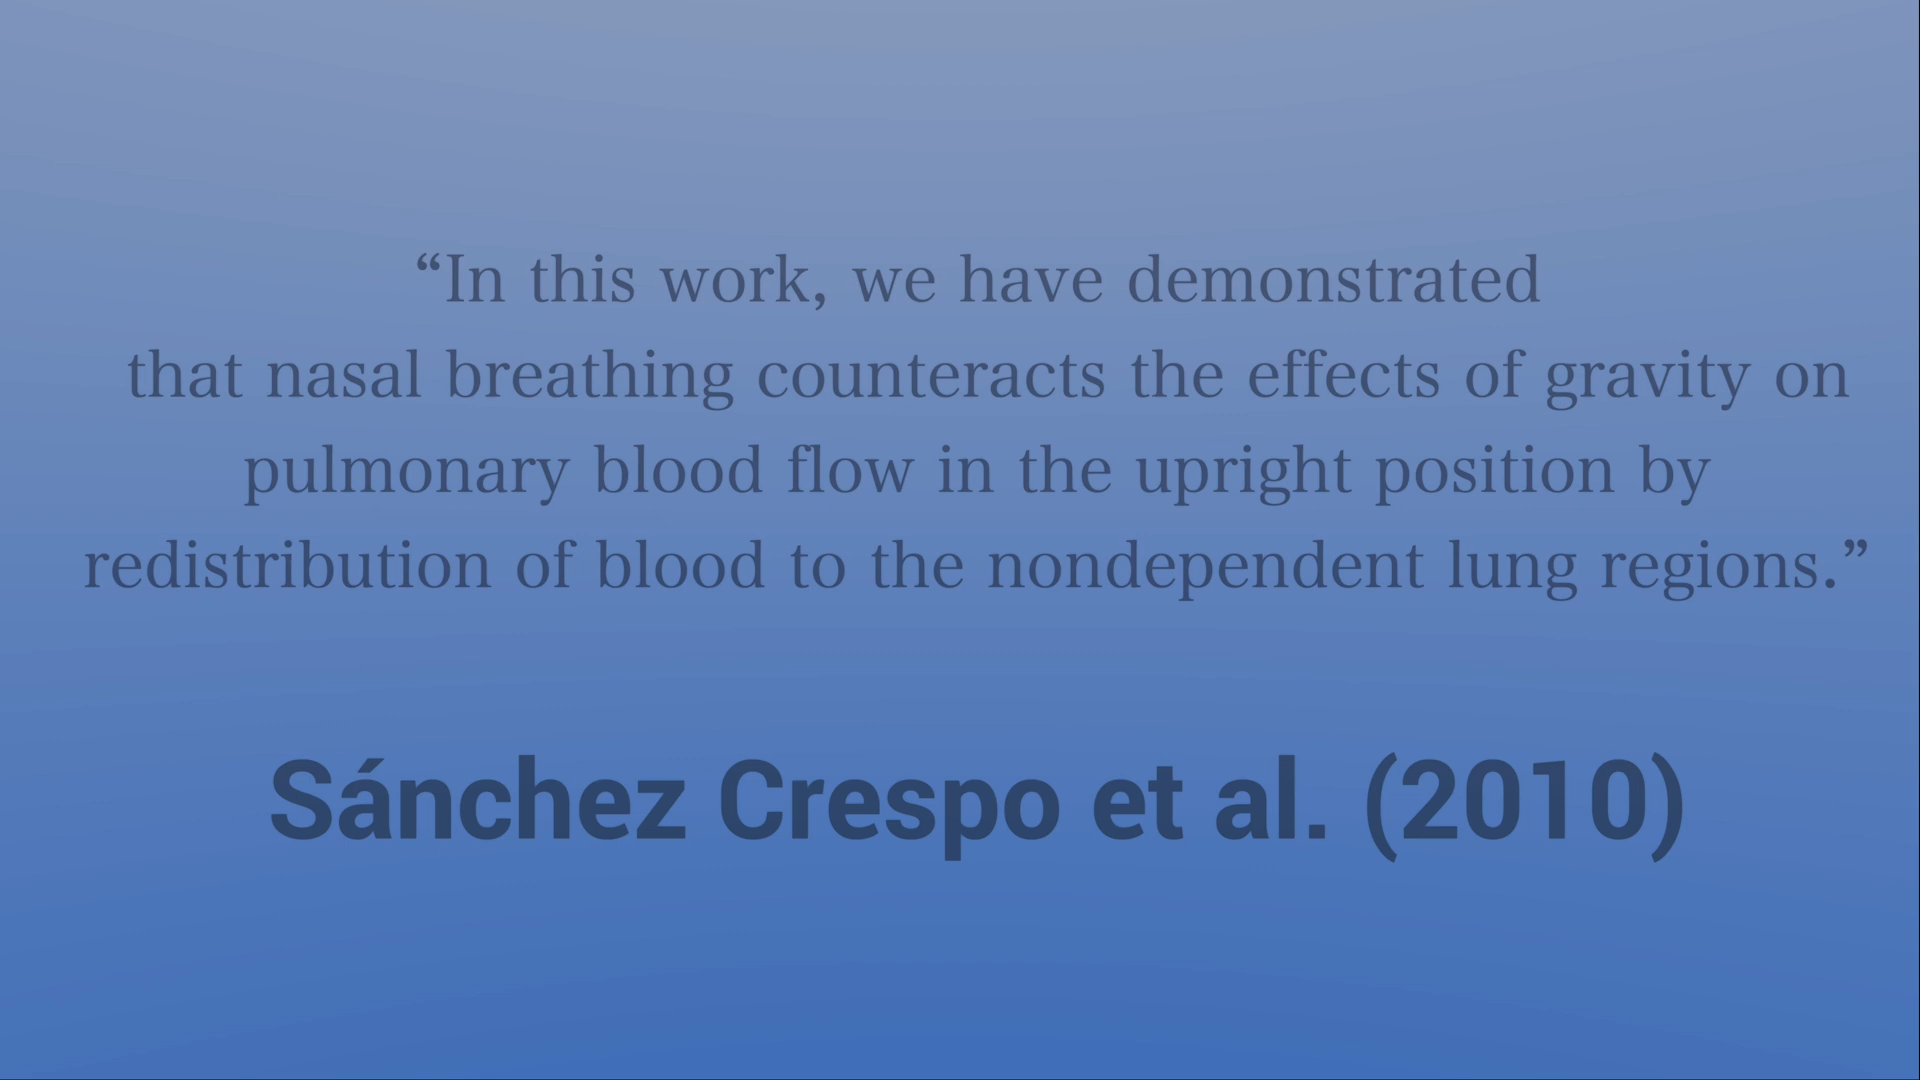 “In this work, we have demonstrated
that nasal breathing counteracts the effects of gravity on
pulmonary blood flow in the upright position by
redistribution of blood to the nondependent lung regions.”
Sánchez Crespo et al. (2010)